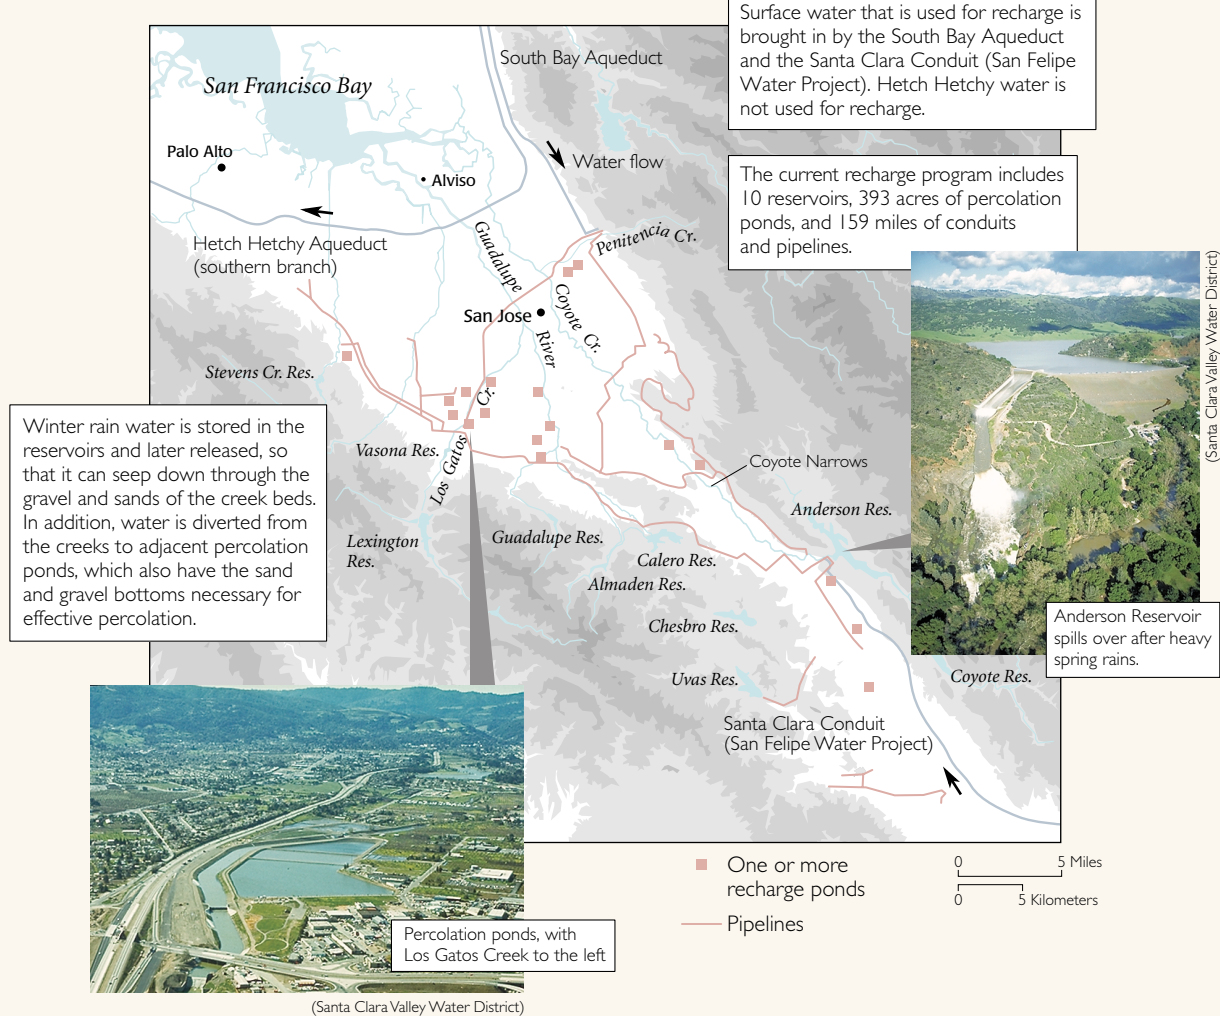 Surface water that is used for recharge is
brought in by the South Bay Aqueduct
and the Santa Clara Conduit (San Felipe
Water Project). Hetch Hetchy water is
not used for recharge.
South Bay Aqueduct
San Francisco Bay
Palo Alto
Alviso
Water flow
The current recharge program includes
10 reservoirs, 393 acres of percolation
ponds, and 159 miles of conduits
and pipelines.
Hetch Hetchy Aqueduct
(southern branch)
Guadalupe
River
Penitencia Cr.
Coyote Cr.
San Jose
(Santa Clara Valley Water District)
Stevens Cr. Res.
Winter rain water is stored in the
reservoirs and later released, so
that it can seep down through the
gravel and sands of the creek beds.
In addition, water is diverted from
the creeks to adjacent percolation
ponds, which also have the sand
and gravel bottoms necessary for
effective percolation.
Vasona Res.
Los Gatos Cr.
Coyote Narrows
Anderson Res.
Lexington
Res.
Guadalupe Res.
Calero Res.
Almaden Res.
Chesbro Res.
Uvas Res.
Anderson Reservoir
spills over after heavy
spring rains.
Coyote Res.
Santa Clara Conduit
(San Felipe Water Project)
One or more
recharge ponds
Pipelines
0 5 Miles
0 5 Kilometers
Percolation ponds, with
Los Gatos Creek to the left
(Santa Clara Valley Water District)